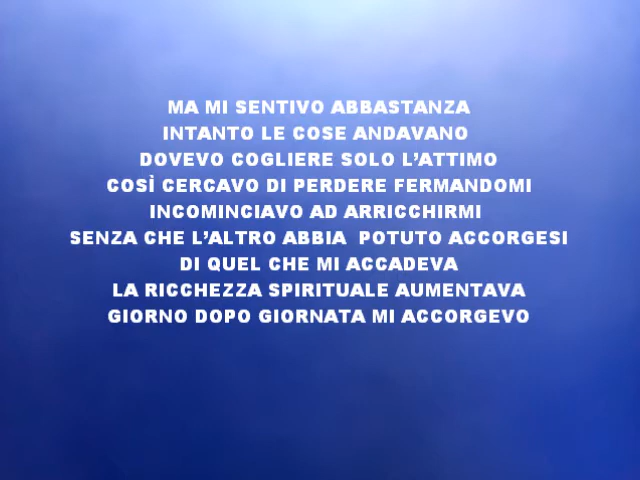 MA MI SENTIVO ABBASTANZA
INTANTO LE COSE ANDAVANO
DOVEVO COGLIERE SOLO L'ATTIMO
COSÌ CERCAVO DI PERDERE FERMANDOMI
INCOMINCIAVO AD ARRICCHIRMI
SENZA CHE L'ALTRO ABBIA  POTUTO ACCORGESI
DI QUEL CHE MI ACCADEVA
LA RICCHEZZA SPIRITUALE AUMENTAVA
GIORNO DOPO GIORNATA MI ACCORGEVO